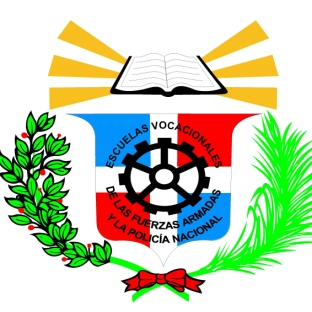 ESCUELAS VOCACIONALES
DE LAS FUERZAS ARMADAS
Y LA POLICÍA NACIONAL